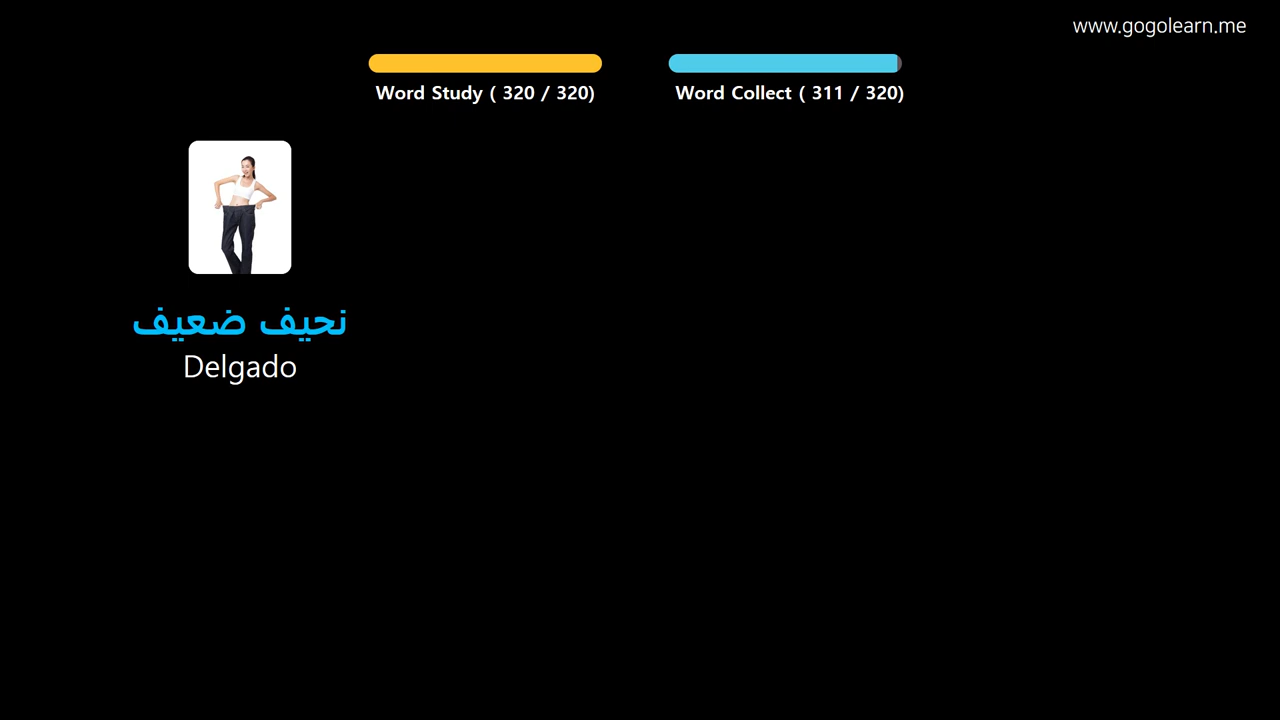 www.gogolearn.me
Word Study ( 320 / 320)
Word Collect ( 311 / 320)
نحيف ضعيف
Delgado